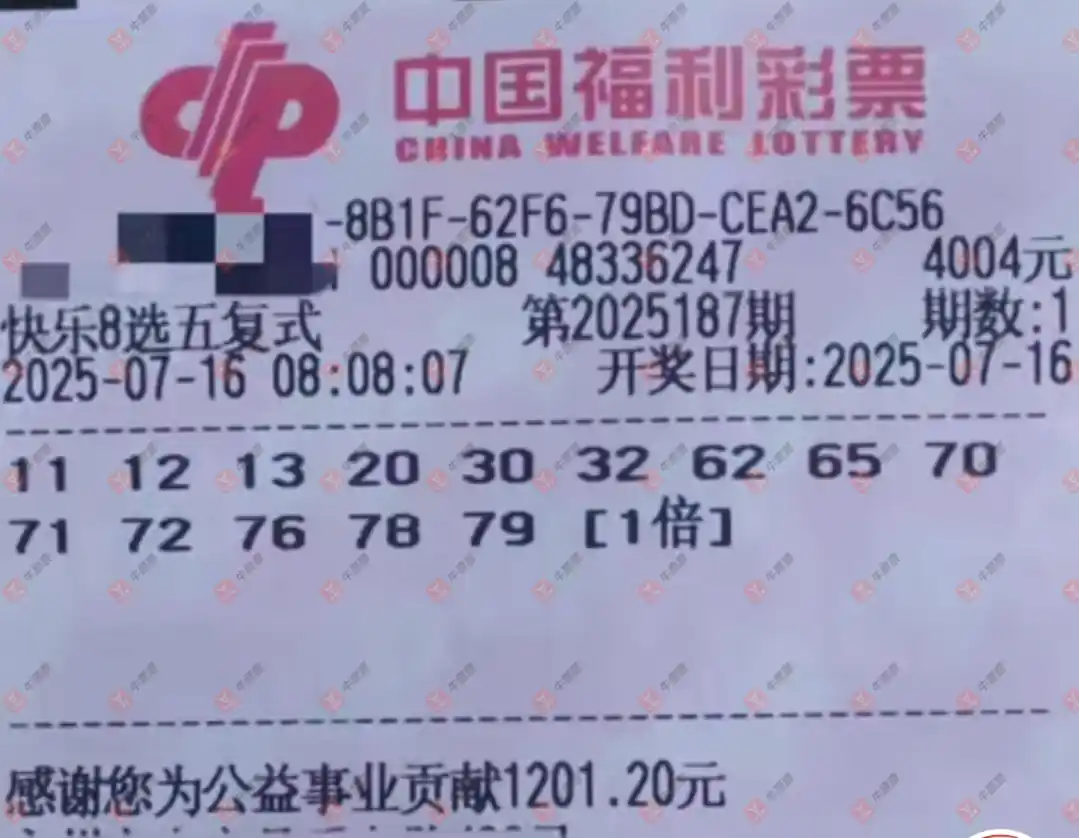 中国福利彩票
CHINA WELFARE LOTTERY
-8B1F-62F6-79BD-CEA2-6C56
000008 48336247 4004元
快乐8选五复式 第2025187期 期数:1
2025-07-16 08:08:07 开奖日期:2025-07-16
11 12 13 20 30 32 62 65 70
71 72 76 78 79 [1倍]
感谢您为公益事业贡献1201.20元